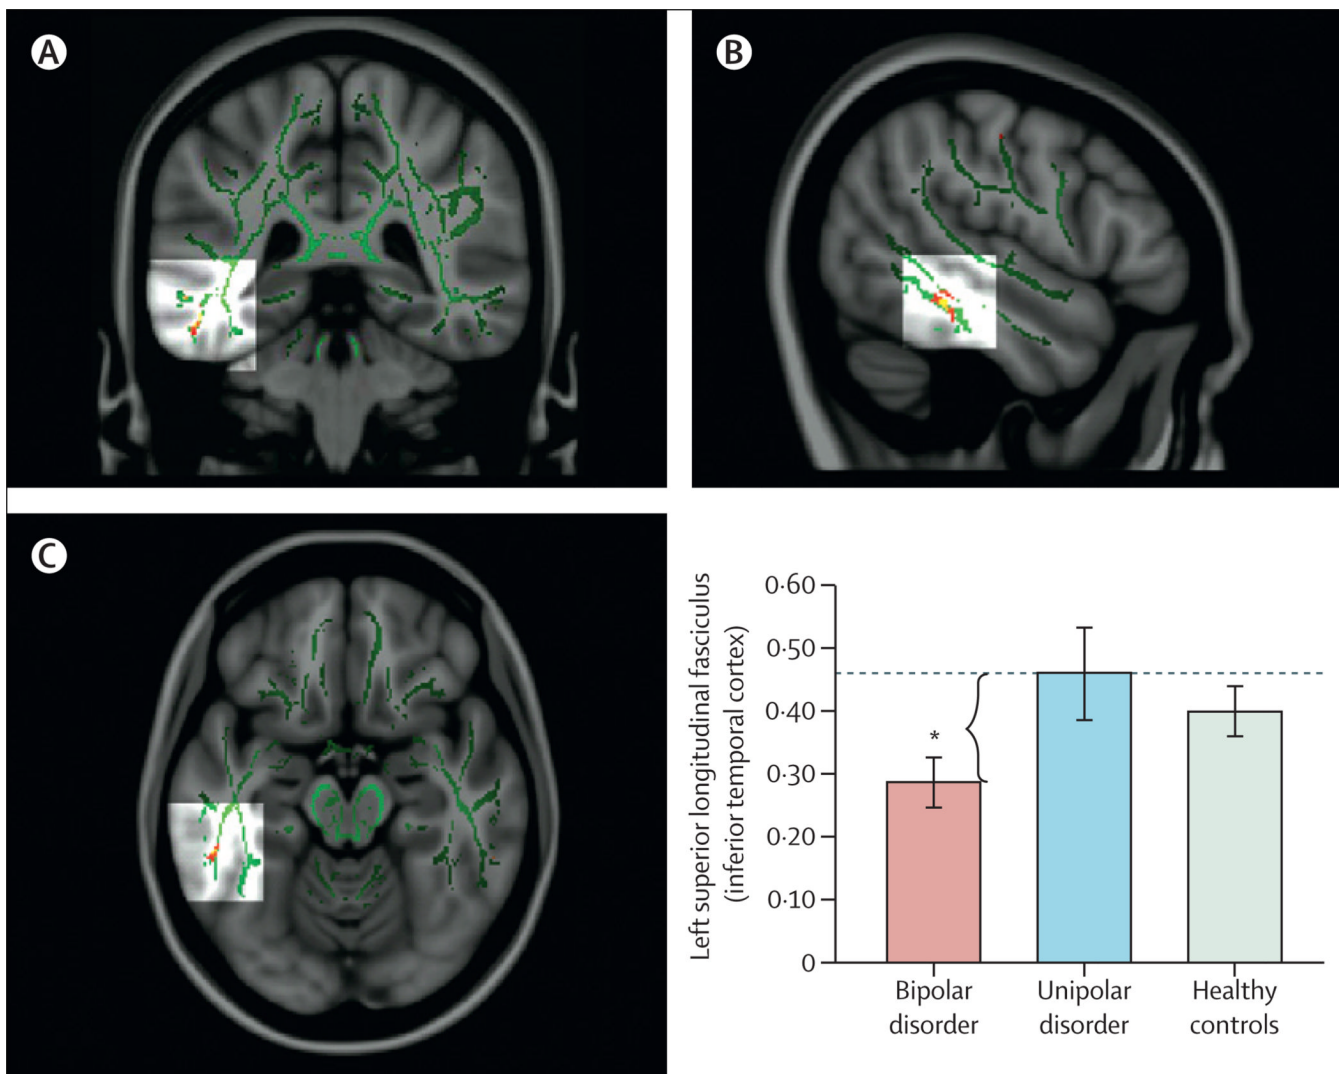 A
B
C
Left superior longitudinal fasciculus
(inferior temporal cortex)
0·60
0·50
0·40
0·30
0·20
0·10
0
*
Bipolar
disorder
Unipolar
disorder
Healthy
controls